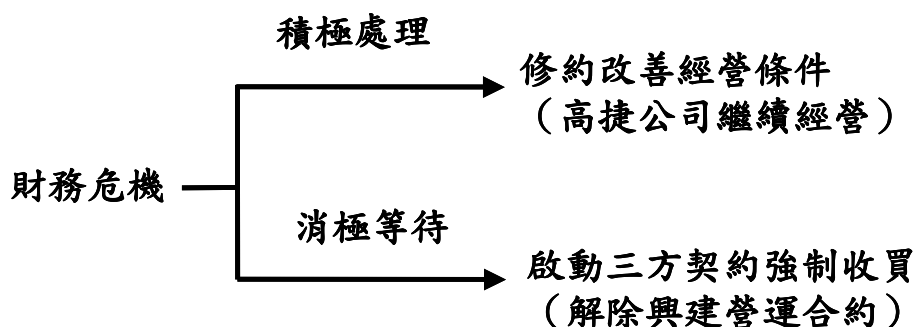 積極處理
修約改善經營條件
（高捷公司繼續經營）
財務危機
消極等待
啟動三方契約強制收買
（解除興建營運合約）